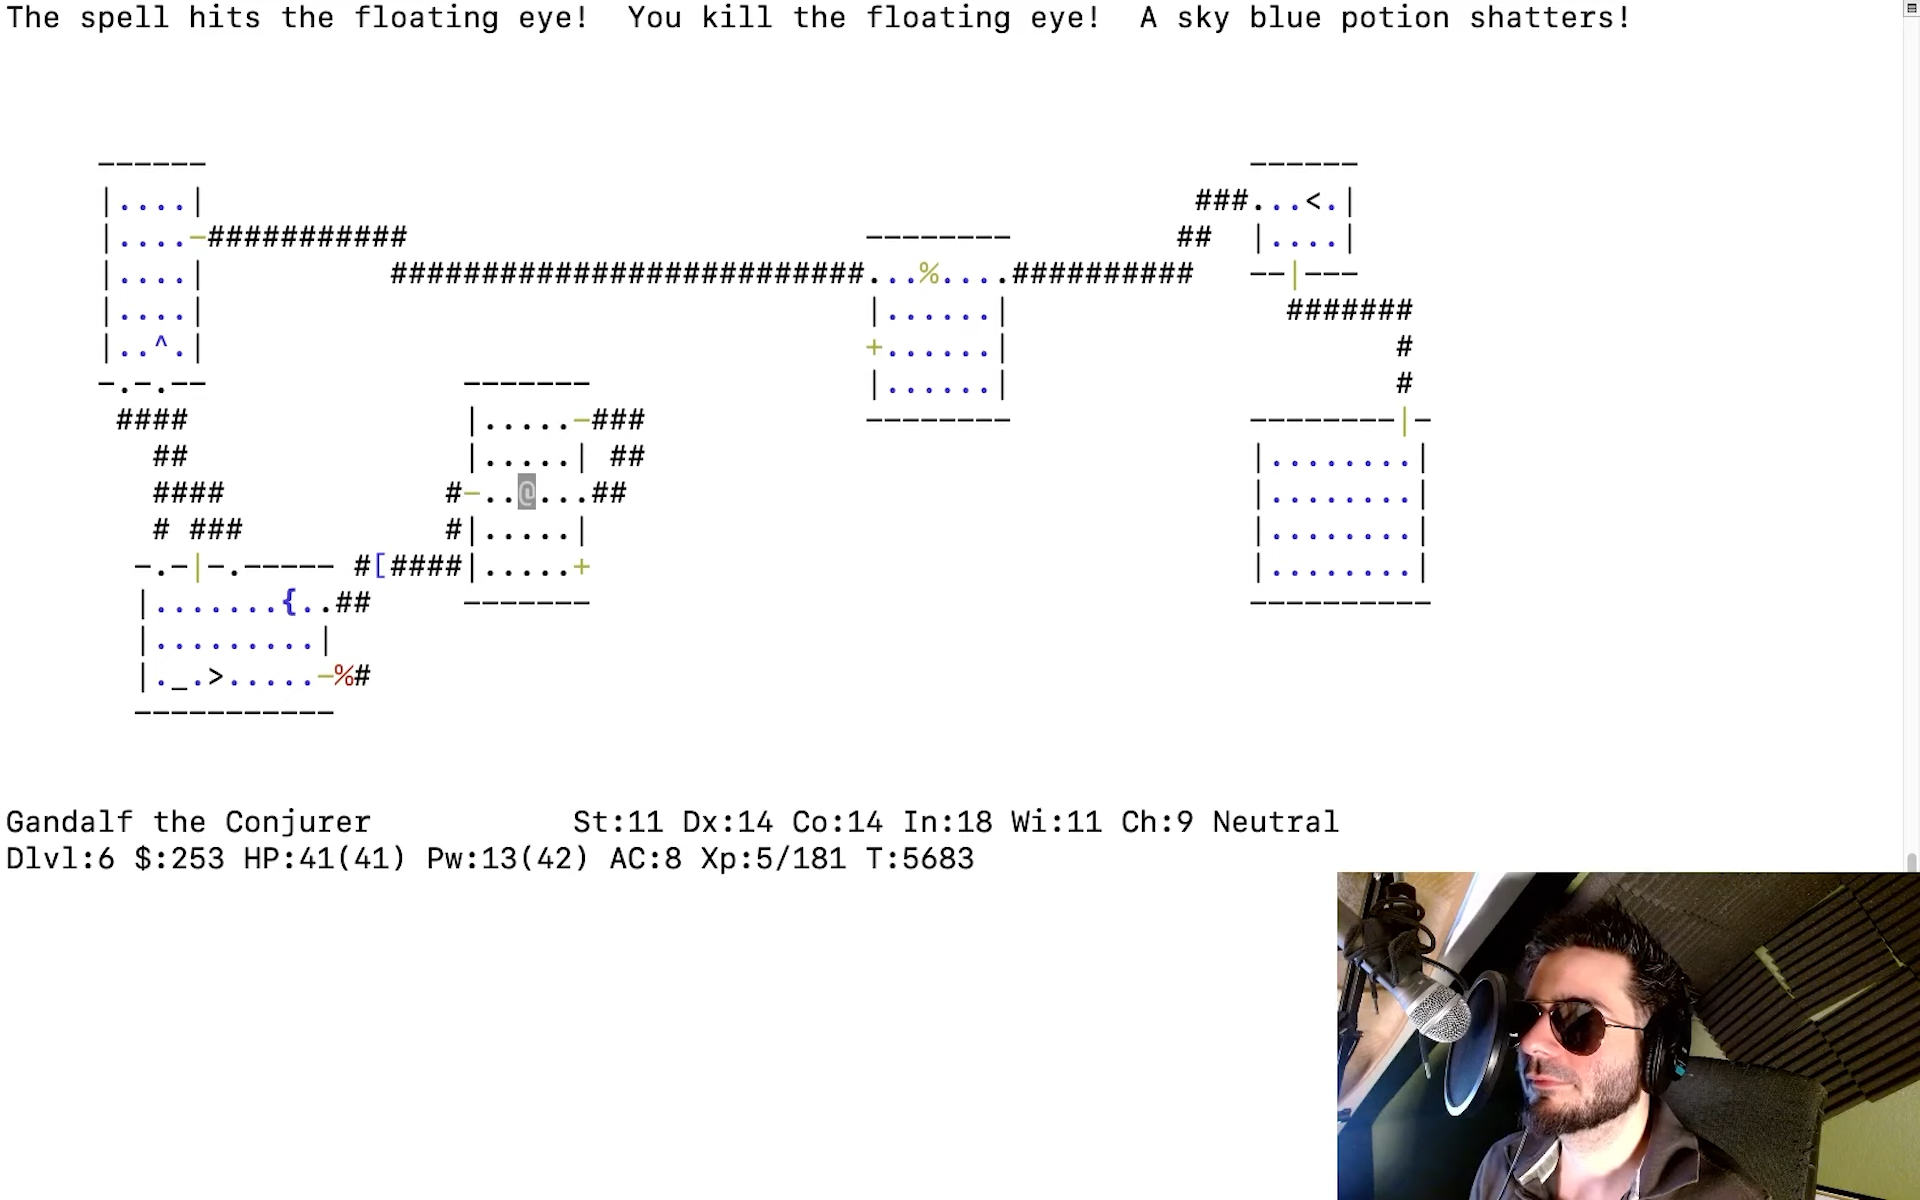 The spell hits the floating eye!  You kill the floating eye!  A sky blue potion shatters!
------ ------
|....| ###...<.|
|....-########### -------- ## |....|
|....| ##########################...%....########## --|---
|....| |......| #######
|..^.| +......| #
-.-.-- ------- |......| #
#### |.....-### -------- --------|-
## |.....| ## |........|
#### #-..@...## |........|
# ### #|.....| |........|
-.-|-.----- #[####|.....+ |........|
|.......{..## ------- ----------
|.........|
|._.>.....-%#
-----------
Gandalf the Conjurer St:11 Dx:14 Co:14 In:18 Wi:11 Ch:9 Neutral
Dlvl:6 $:253 HP:41(41) Pw:13(42) AC:8 Xp:5/181 T:5683